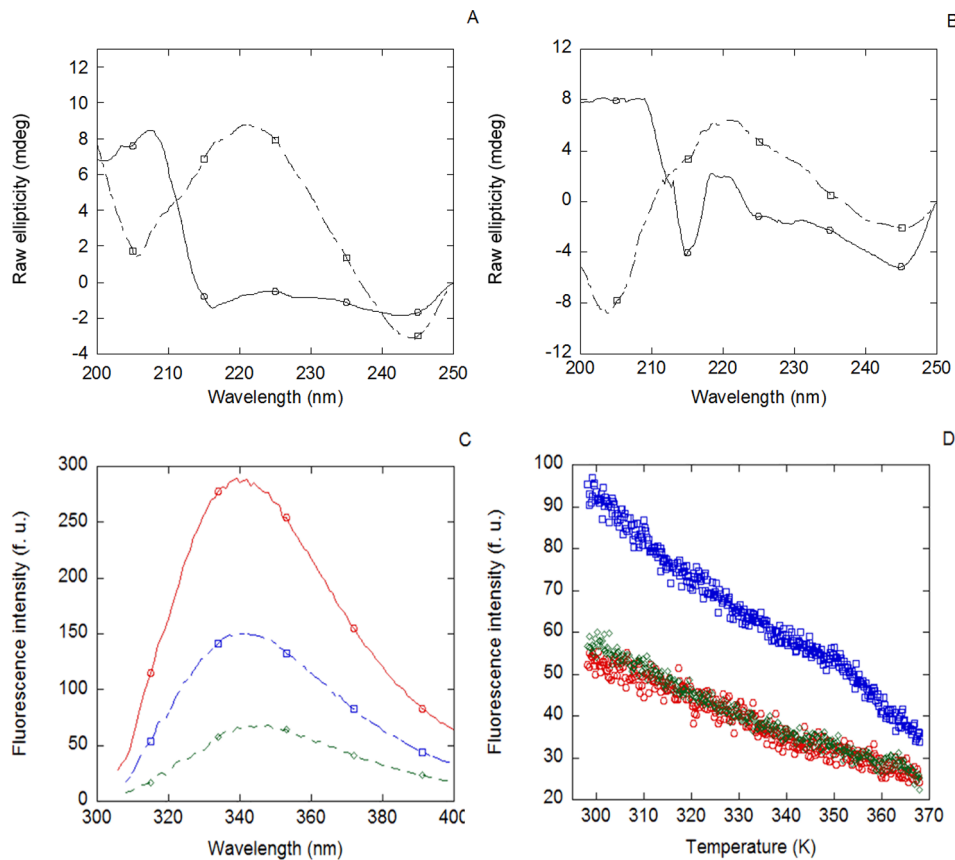 A
B
12
10
8
6
4
2
0
-2
-4
Raw ellipticity (mdeg)
200 210 220 230 240 250
Wavelength (nm)
12
8
4
0
-4
-8
-12
Raw ellipticity (mdeg)
200 210 220 230 240 250
Wavelength (nm)
C
D
300
250
200
150
100
50
0
Fluorescence intensity (f. u.)
300 320 340 360 380
Wavelength (nm)
100
90
80
70
60
50
40
30
20
Fluorescence intensity (f. u.)
300 310 320 330 340 350 360 370
Temperature (K)